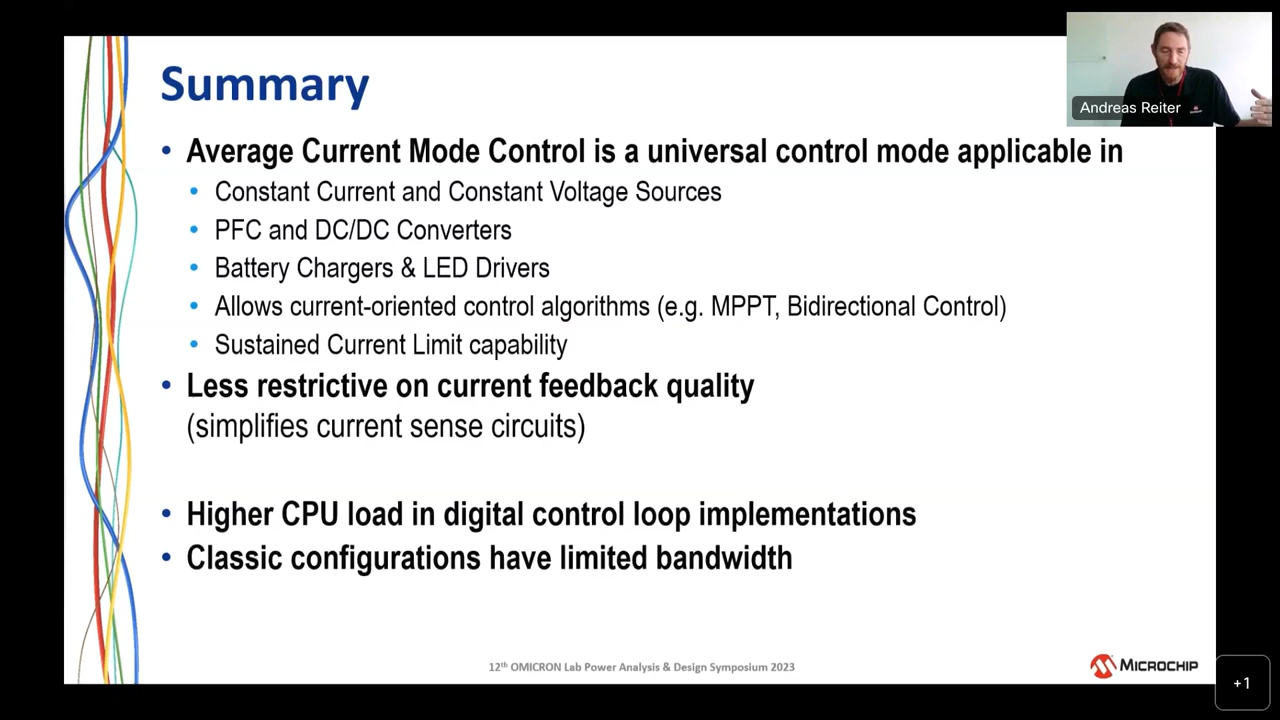 Summary
Andreas Reiter
• Average Current Mode Control is a universal control mode applicable in
• Constant Current and Constant Voltage Sources
• PFC and DC/DC Converters
• Battery Chargers & LED Drivers
• Allows current-oriented control algorithms (e.g. MPPT, Bidirectional Control)
• Sustained Current Limit capability
• Less restrictive on current feedback quality
(simplifies current sense circuits)
• Higher CPU load in digital control loop implementations
• Classic configurations have limited bandwidth
12th OMICRON Lab Power Analysis & Design Symposium 2023
MICROCHIP
+1